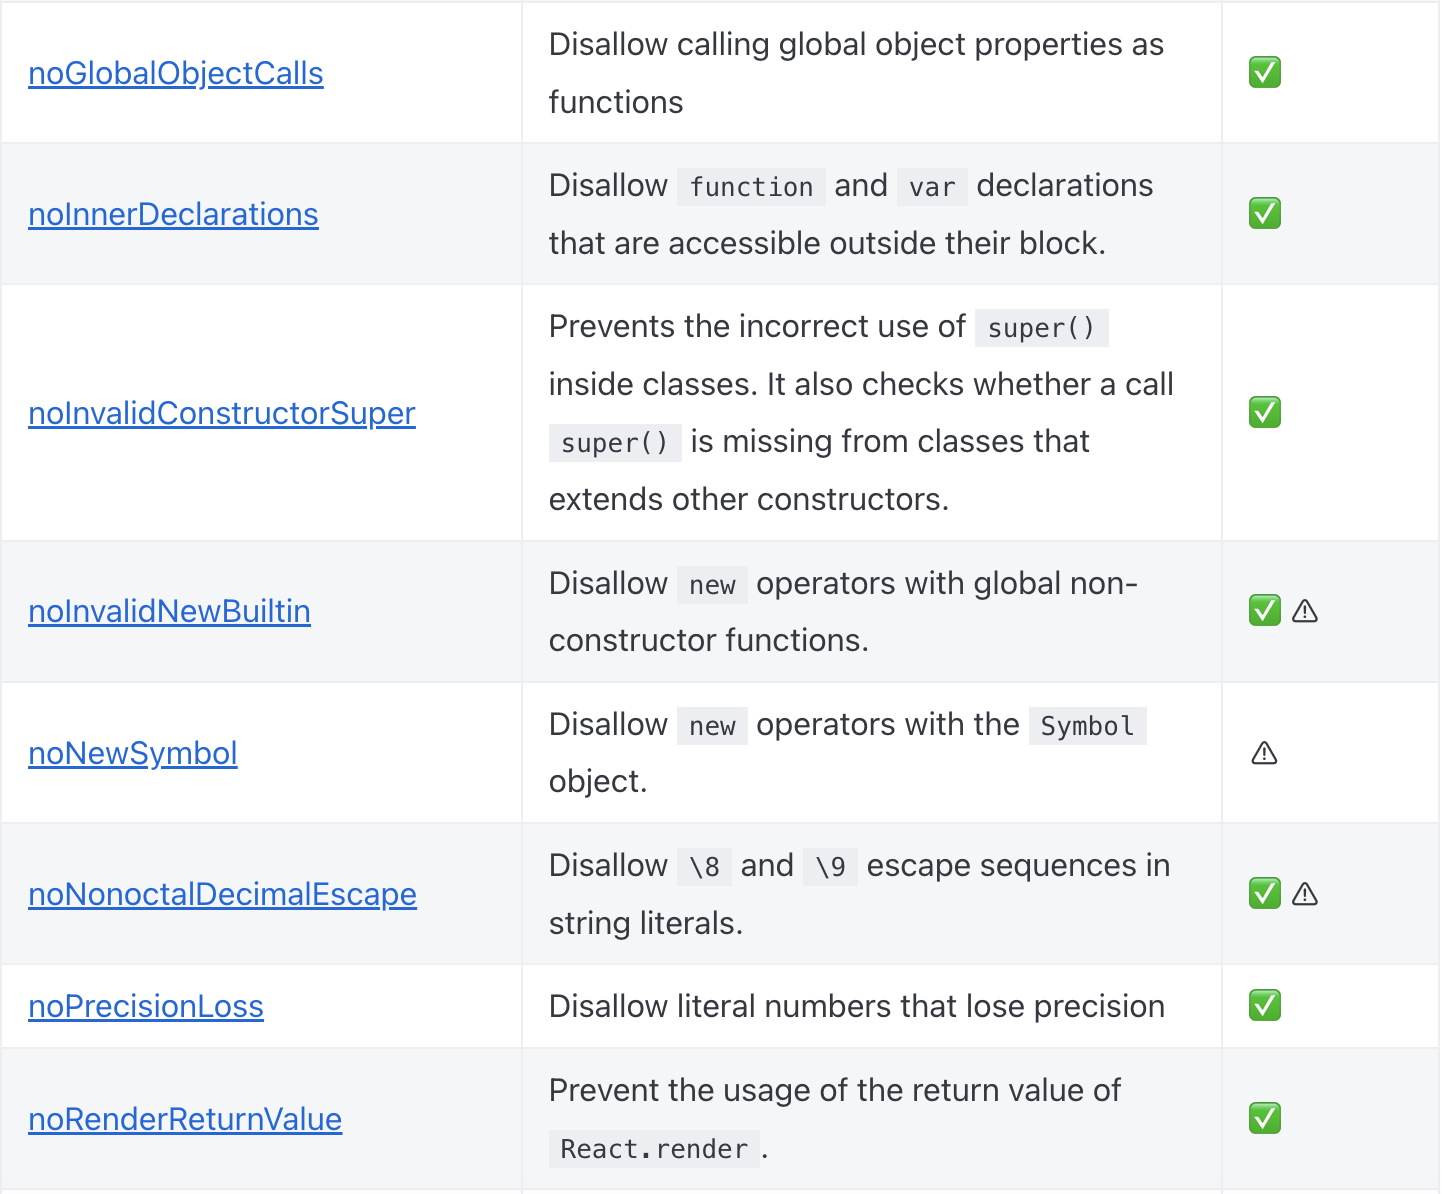 noGlobalObjectCalls
Disallow calling global object properties as
functions
✅
noInnerDeclarations
Disallow function and var declarations
that are accessible outside their block.
✅
noInvalidConstructorSuper
Prevents the incorrect use of super()
inside classes. It also checks whether a call
super() is missing from classes that
extends other constructors.
✅
noInvalidNewBuiltin
Disallow new operators with global non-
constructor functions.
✅ ⚠
noNewSymbol
Disallow new operators with the Symbol
object.
⚠
noNonoctalDecimalEscape
Disallow \8 and \9 escape sequences in
string literals.
✅ ⚠
noPrecisionLoss
Disallow literal numbers that lose precision
✅
noRenderReturnValue
Prevent the usage of the return value of
React.render.
✅